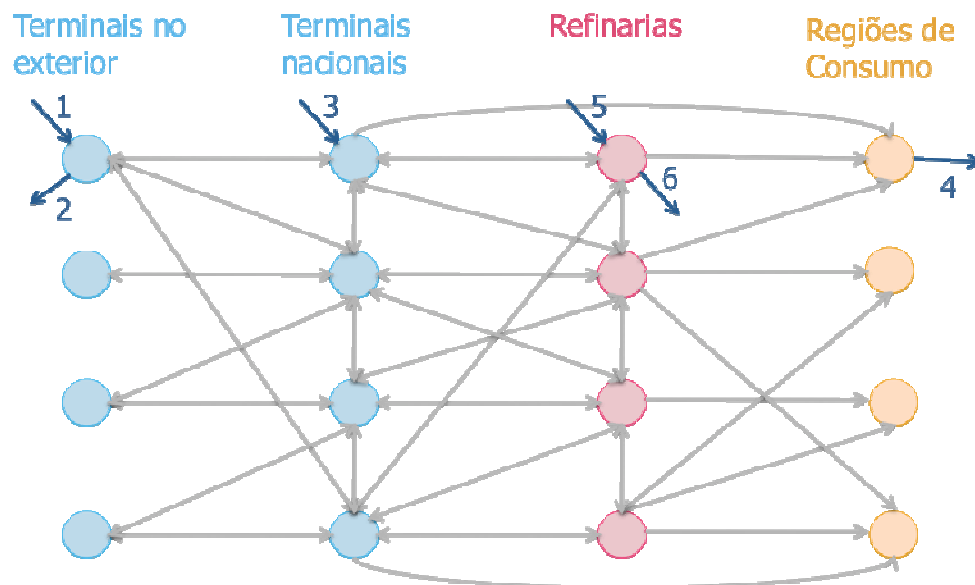 Terminais no
exterior
Terminais
nacionais
Refinarias
Regiões de
Consumo
1
2
3
5
6
4